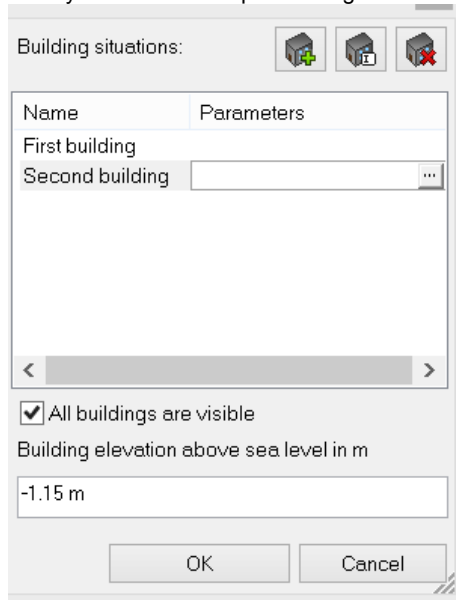 Building situations:
Name Parameters
First building
Second building ...
All buildings are visible
Building elevation above sea level in m
-1.15 m
OK Cancel